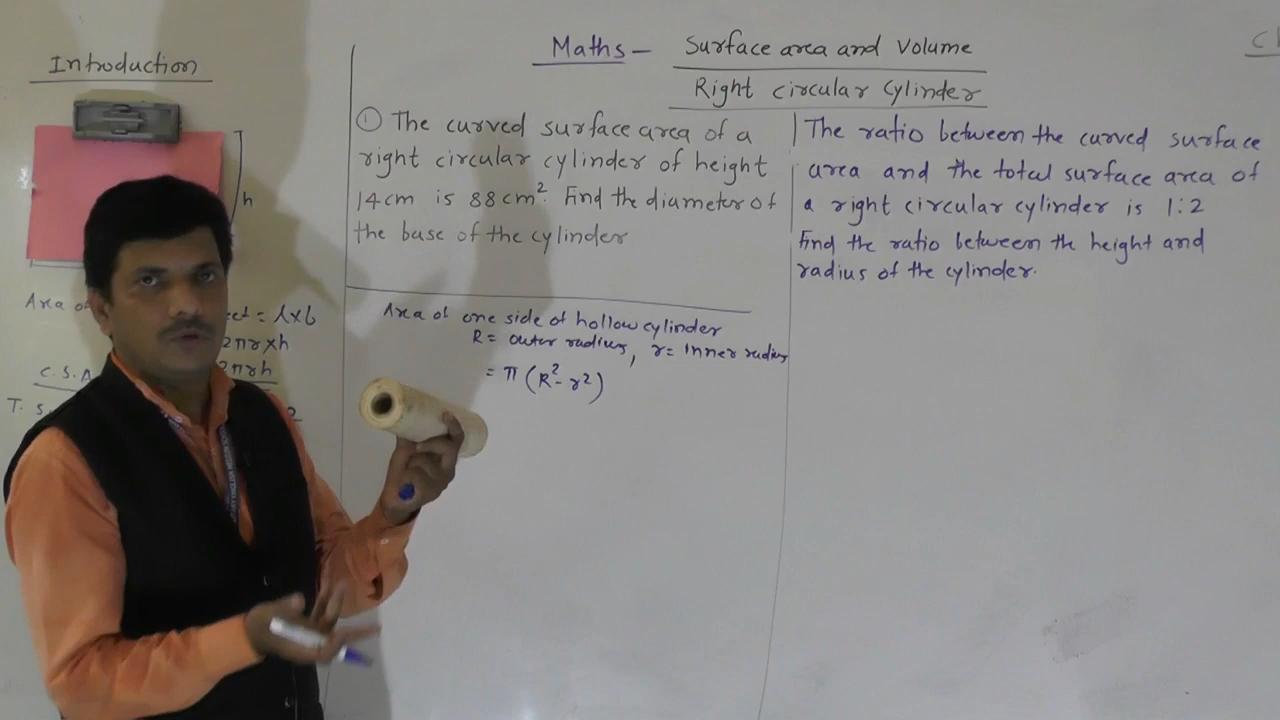 Introduction
h
Area of
= l×b
2πr×h
C.S.A
2πrh
T. S.
2
Maths – Surface area and Volume
Right circular cylinder
① The curved surface area of a
right circular cylinder of height
14cm is 88cm². Find the diameter of
the base of the cylinder
Area of one side of hollow cylinder
R = outer radius, r = inner radius
= π(R² - r²)
The ratio between the curved surface
area and the total surface area of
a right circular cylinder is 1:2
Find the ratio between the height and
radius of the cylinder.